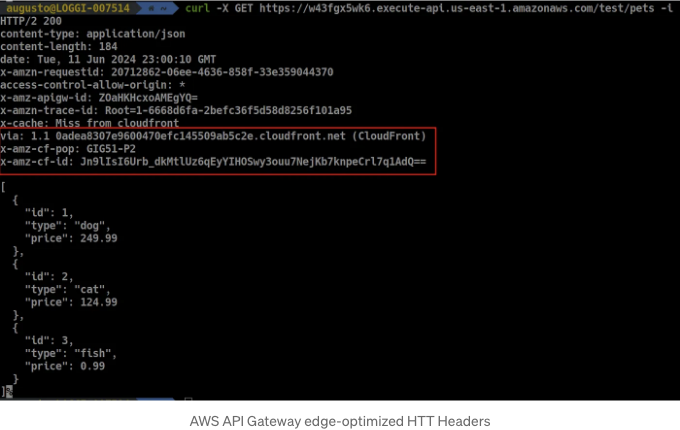 augusto@LOGGI-007514 ~ curl -X GET https://w43fgx5wk6.execute-api.us-east-1.amazonaws.com/test/pets -i
HTTP/2 200
content-type: application/json
content-length: 184
date: Tue, 11 Jun 2024 23:00:10 GMT
x-amzn-requestid: 20712862-06ee-4636-858f-33e359044370
access-control-allow-origin: *
x-amz-apigw-id: ZOaHKHcxoAMEgYQ=
x-amzn-trace-id: Root=1-6668d6fa-2befc36f5d58d8256f101a95
x-cache: Miss from cloudfront
via: 1.1 0adea8307e9600470efc145509ab5c2e.cloudfront.net (CloudFront)
x-amz-cf-pop: GIG51-P2
x-amz-cf-id: Jn9lIsI6Urb_dkMtlUz6qEyYIHOSwy3ouu7NejKb7knpeCrl7q1AdQ==
[
{
"id": 1,
"type": "dog",
"price": 249.99
},
{
"id": 2,
"type": "cat",
"price": 124.99
},
{
"id": 3,
"type": "fish",
"price": 0.99
}
]%
AWS API Gateway edge-optimized HTT Headers